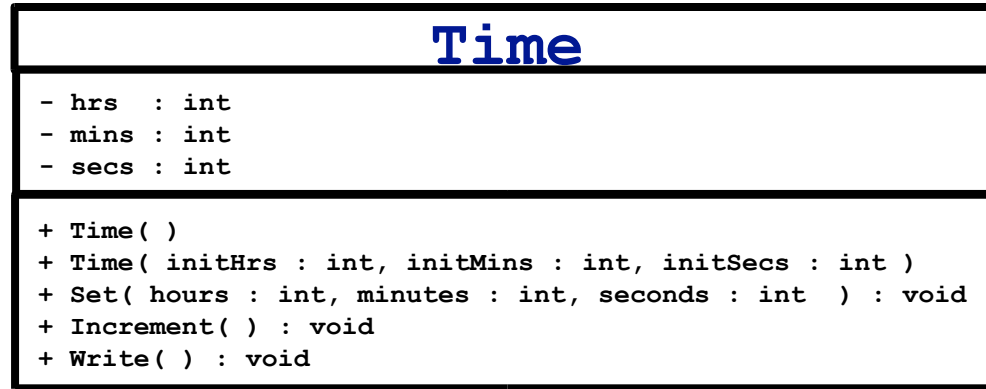 Time
- hrs  : int
- mins : int
- secs : int
+ Time( )
+ Time( initHrs : int, initMins : int, initSecs : int )
+ Set( hours : int, minutes : int, seconds : int  ) : void
+ Increment( ) : void
+ Write( ) : void